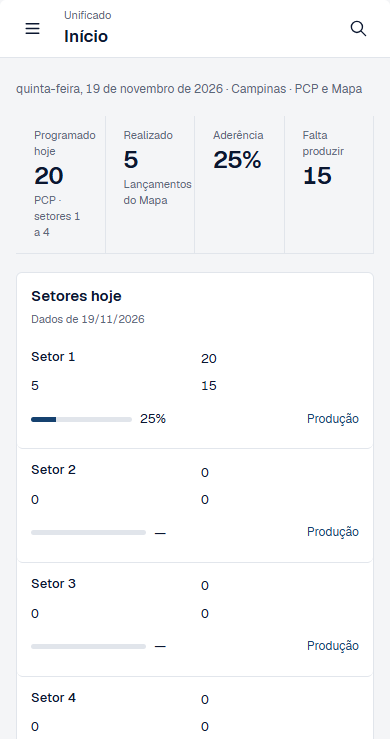 Unificado
Início
quinta-feira, 19 de novembro de 2026 · Campinas · PCP e Mapa
Programado
hoje
20
PCP ·
setores 1
a 4
Realizado
5
Lançamentos
do Mapa
Aderência
25%
Falta
produzir
15
Setores hoje
Dados de 19/11/2026
Setor 1
20
5
15
25%
Produção
Setor 2
0
0
0
—
Produção
Setor 3
0
0
0
—
Produção
Setor 4
0
0
0